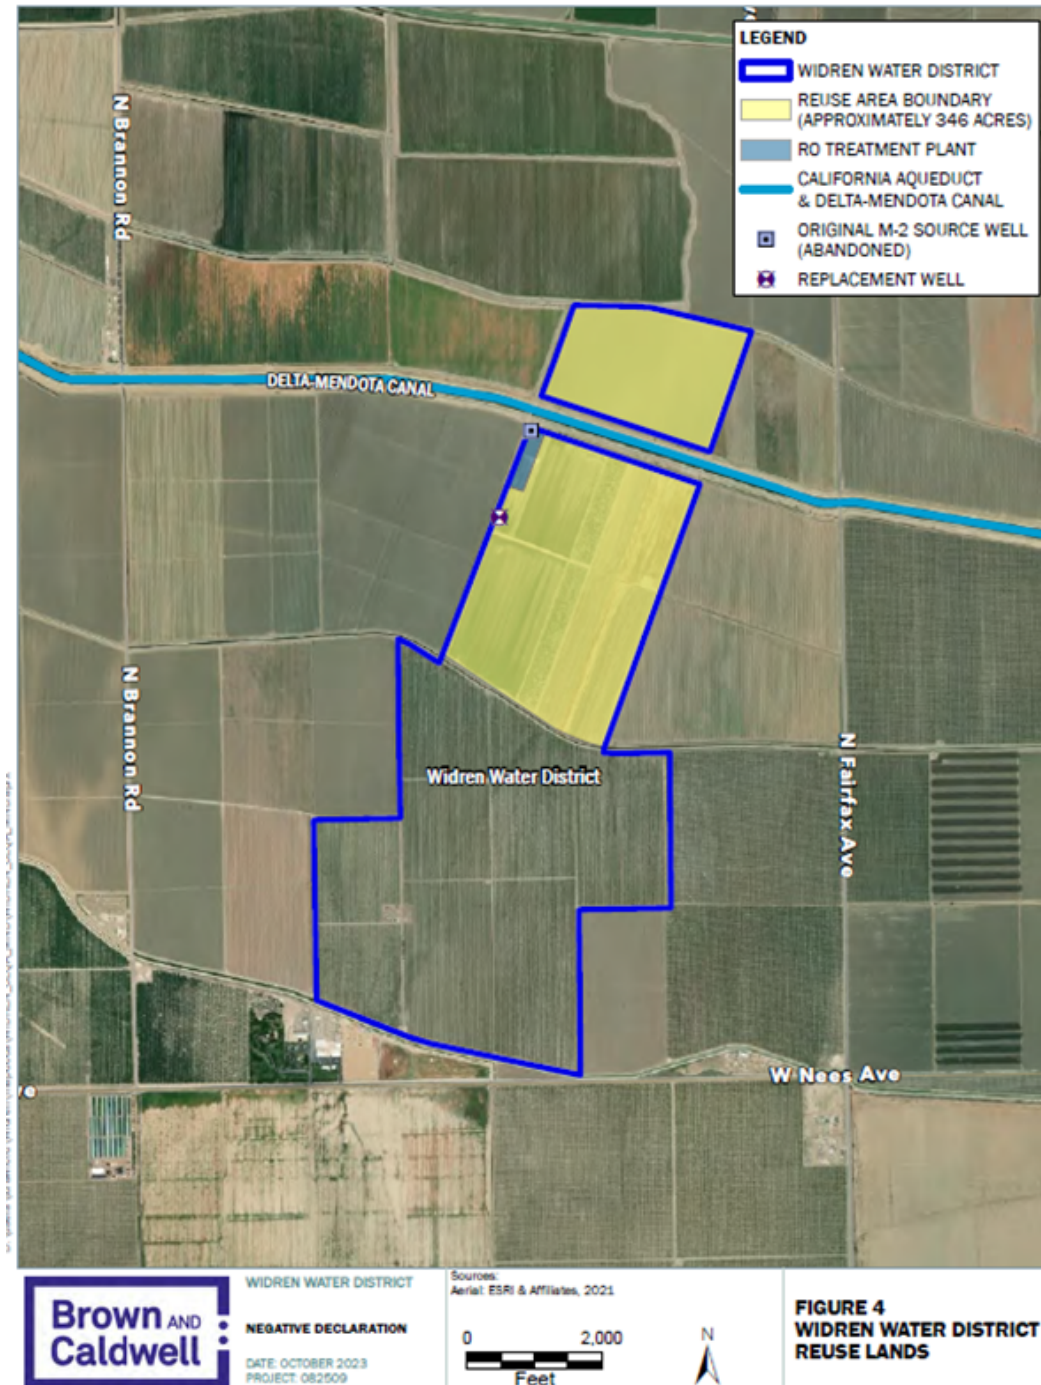 LEGEND
WIDREN WATER DISTRICT
REUSE AREA BOUNDARY
(APPROXIMATELY 346 ACRES)
RO TREATMENT PLANT
CALIFORNIA AQUEDUCT
& DELTA-MENDOTA CANAL
ORIGINAL M-2 SOURCE WELL
(ABANDONED)
REPLACEMENT WELL
N Brannon Rd
DELTA-MENDOTA CANAL
N Brannon Rd
Widren Water District
N Fairfax Ave
W Nees Ave
ve
Brown AND
Caldwell
WIDREN WATER DISTRICT
NEGATIVE DECLARATION
DATE: OCTOBER 2023
PROJECT: 082509
Sources:
Aerial: ESRI & Affiliates, 2021
0 2,000
Feet
N
FIGURE 4
WIDREN WATER DISTRICT
REUSE LANDS